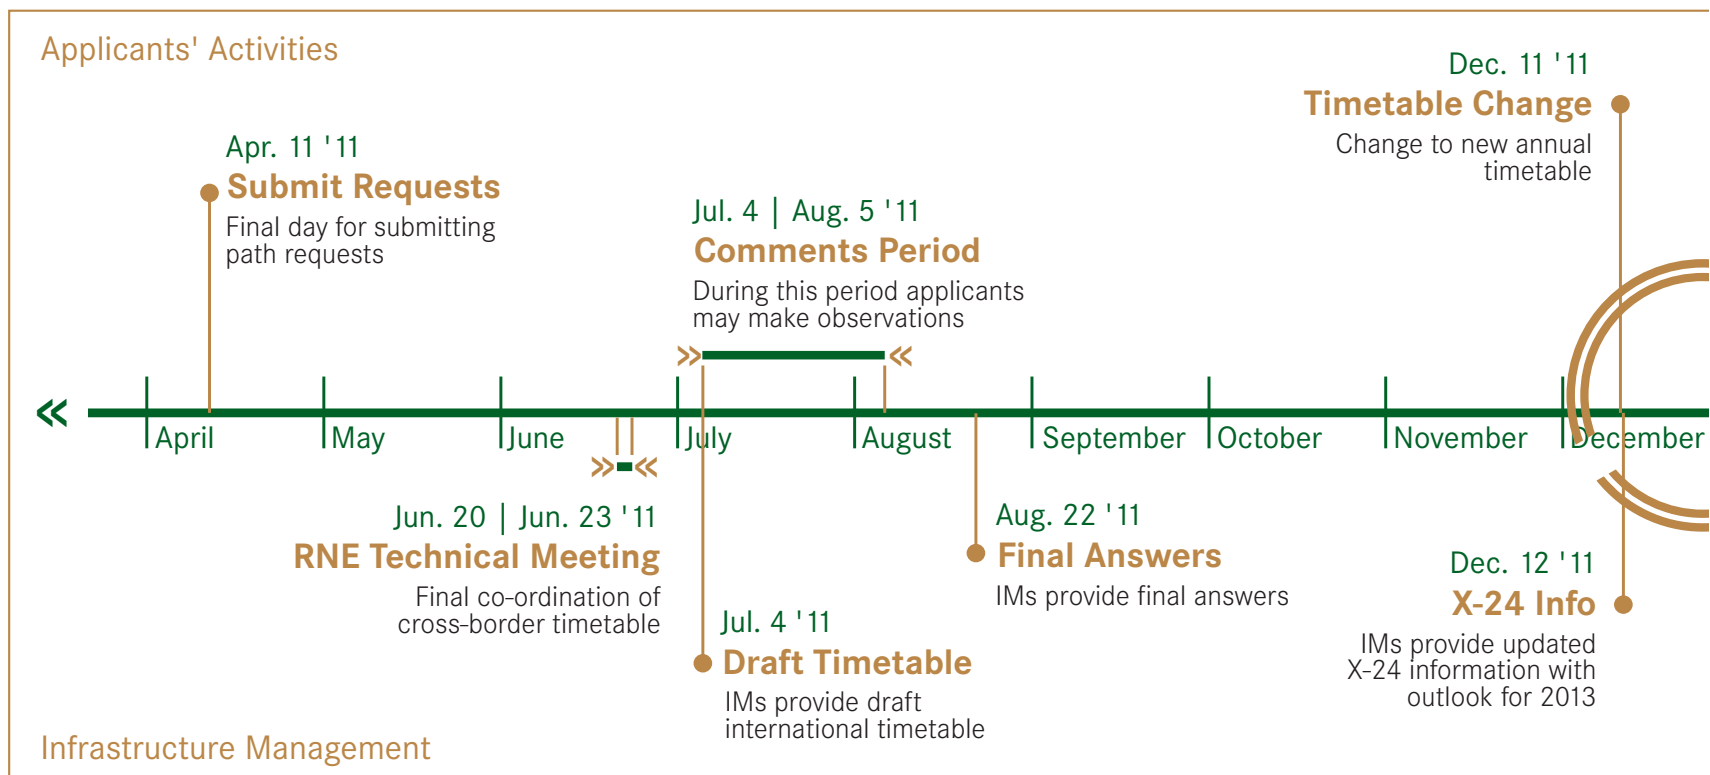 Applicants' Activities
Dec. 11 '11
Timetable Change
Change to new annual
timetable
Apr. 11 '11
Submit Requests
Final day for submitting
path requests
Jul. 4 | Aug. 5 '11
Comments Period
During this period applicants
may make observations
April
May
June
July
August
September
October
November
December
Jun. 20 | Jun. 23 '11
RNE Technical Meeting
Final co-ordination of
cross-border timetable
Jul. 4 '11
Draft Timetable
IMs provide draft
international timetable
Aug. 22 '11
Final Answers
IMs provide final answers
Dec. 12 '11
X-24 Info
IMs provide updated
X-24 information with
outlook for 2013
Infrastructure Management